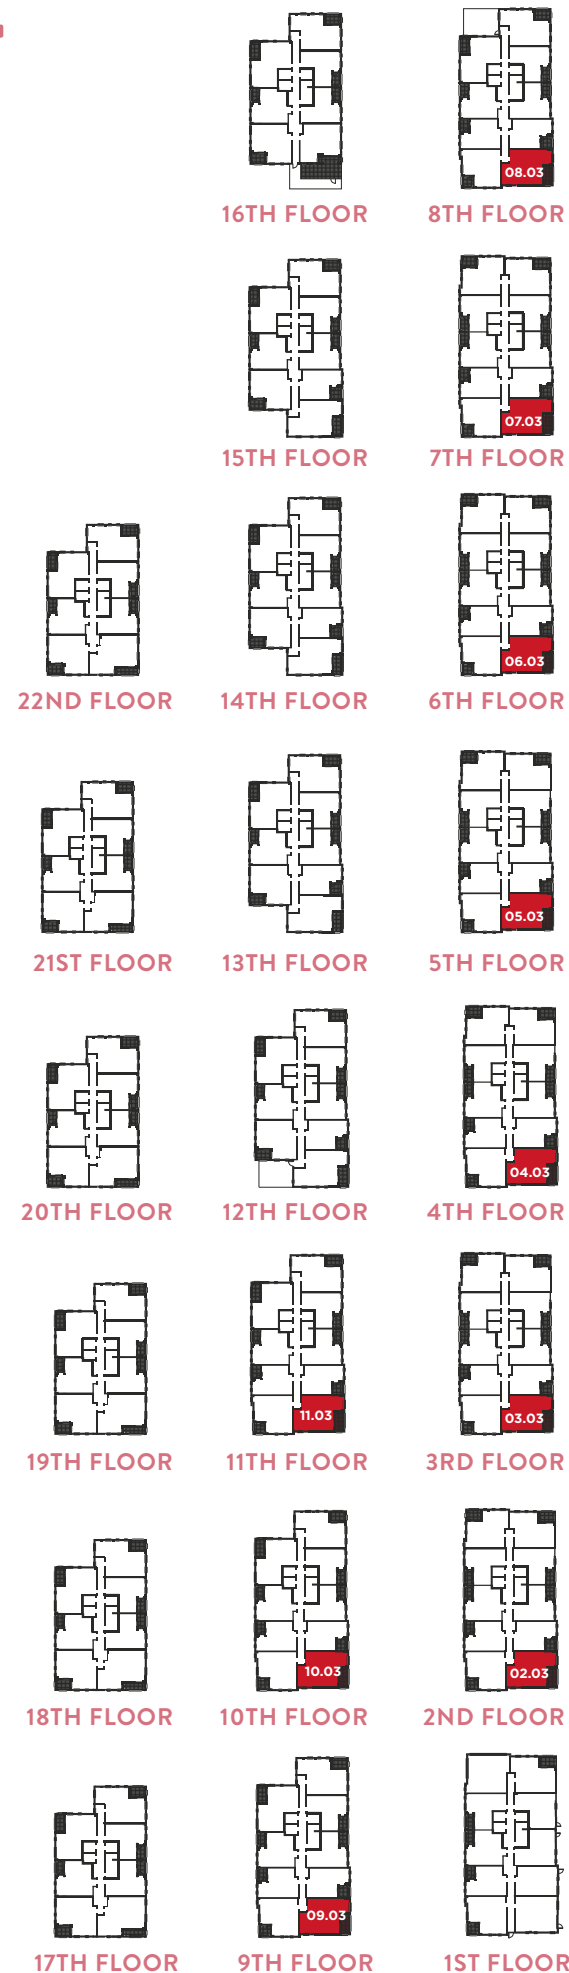 08.03
16TH FLOOR
8TH FLOOR
07.03
15TH FLOOR
7TH FLOOR
06.03
22ND FLOOR
14TH FLOOR
6TH FLOOR
05.03
21ST FLOOR
13TH FLOOR
5TH FLOOR
04.03
20TH FLOOR
12TH FLOOR
4TH FLOOR
11.03
03.03
19TH FLOOR
11TH FLOOR
3RD FLOOR
10.03
02.03
18TH FLOOR
10TH FLOOR
2ND FLOOR
09.03
17TH FLOOR
9TH FLOOR
1ST FLOOR